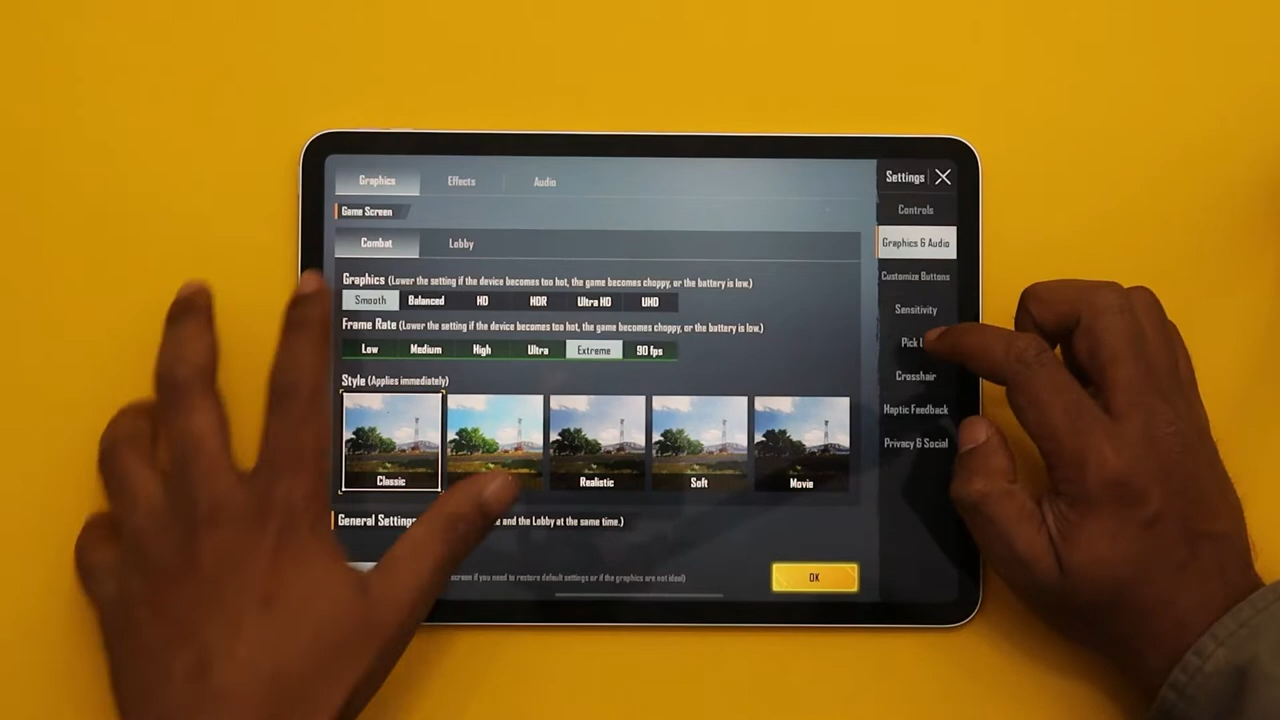 Graphics Effects Audio Settings
Game Screen
Controls
Combat Lobby
Graphics & Audio
Graphics (Lower the setting if the device becomes too hot, the game becomes choppy, or the battery is low.)
Customize Buttons
Smooth Balanced HD HDR Ultra HD UHD
Sensitivity
Frame Rate (Lower the setting if the device becomes too hot, the game becomes choppy, or the battery is low.)
Pick
Low Medium High Ultra Extreme 90 fps
Style (Applies immediately)
Crosshair
Haptic Feedback
Privacy & Social
Classic Realistic Soft Movie
General Settings and the Lobby at the same time.)
screen if you need to restore default settings or if the graphics are not ideal)
OK